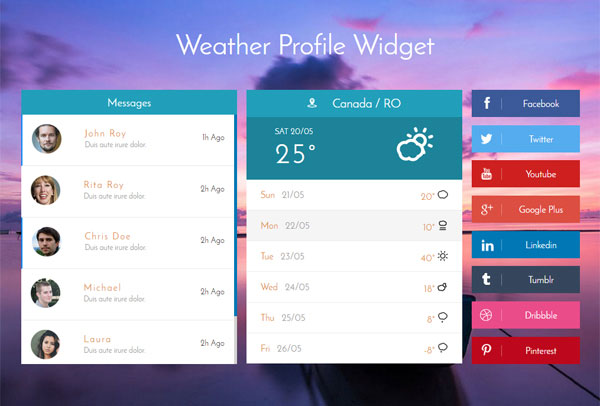 Weather Profile Widget
Messages
John Roy
Duis aute irure dolor.
1h Ago
Rita Roy
Duis aute irure dolor.
2h Ago
Chris Doe
Duis aute irure dolor.
2h Ago
Michael
Duis aute irure dolor.
2h Ago
Laura
Duis aute irure dolor.
2h Ago
Canada / RO
SAT 20/05
25°
Sun 21/05 20°
Mon 22/05 10°
Tue 23/05 40°
Wed 24/05 18°
Thu 25/05 8°
Fri 26/05 -8°
Facebook
Twitter
Youtube
Google Plus
Linkedin
Tumblr
Dribbble
Pinterest